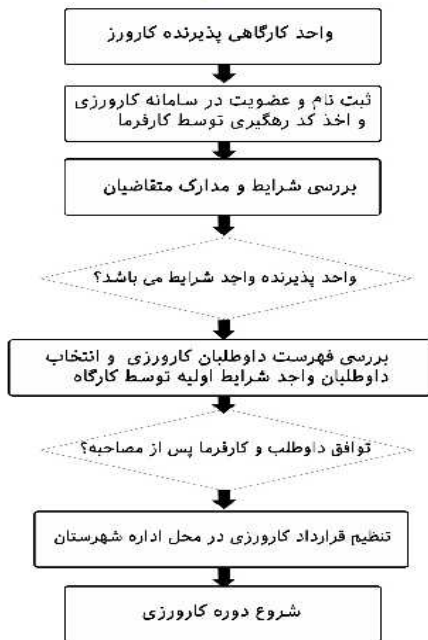 واحد کارگاهی پذیرنده کارورز
ثبت نام و عضویت در سامانه کارورزی
و اخذ کد رهگیری توسط کارفرما
بررسی شرایط و مدارک متقاضیان
واحد پذیرنده واجد شرایط می باشد؟
بررسی فهرست داوطلبان کارورزی و انتخاب
داوطلبان واجد شرایط اولیه توسط کارگاه
توافق داوطلب و کارفرما پس از مصاحبه؟
تنظیم قرارداد کارورزی در محل اداره شهرستان
شروع دوره کارورزی